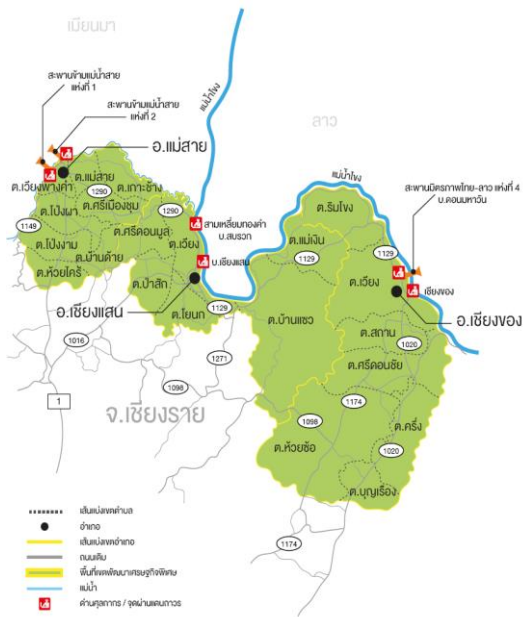 เมียนมา
สะพานข้ามแม่น้ำสาย
แห่งที่ 1
สะพานข้ามแม่น้ำสาย
แห่งที่ 2
แม่น้ำโขง
ลาว
อ.แม่สาย
ต.แม่สาย
ต.เวียงพางคำ
1290
ต.เกาะช้าง
ต.ศรีเมืองชุม
ต.โป่งผา
1149
ต.โป่งงาม
ต.บ้านด้าย
ต.ห้วยไคร้
1290
ต.ศรีดอนมูล
ต.เวียง
สามเหลี่ยมทองคำ
บ.สบรวก
บ.เชียงแสน
ต.ป่าสัก
อ.เชียงแสน
ต.โยนก
1129
แม่น้ำโขง
ต.ริมโขง
สะพานมิตรภาพไทย-ลาว แห่งที่ 4
บ.ดอนมหาวัน
ต.แม่เงิน
1129
1129
ต.เวียง
เชียงของ
อ.เชียงของ
ต.บ้านแซว
ต.สถาน
1020
ต.ศรีดอนชัย
1016
1098
1271
1
จ.เชียงราย
1174
1098
ต.ครึ่ง
1020
ต.ห้วยซ้อ
ต.บุญเรือง
1174
เส้นแบ่งเขตตำบล
อำเภอ
เส้นแบ่งเขตอำเภอ
ถนนเดิม
พื้นที่เขตพัฒนาเศรษฐกิจพิเศษ
แม่น้ำ
ด่านศุลกากร / จุดผ่านแดนถาวร